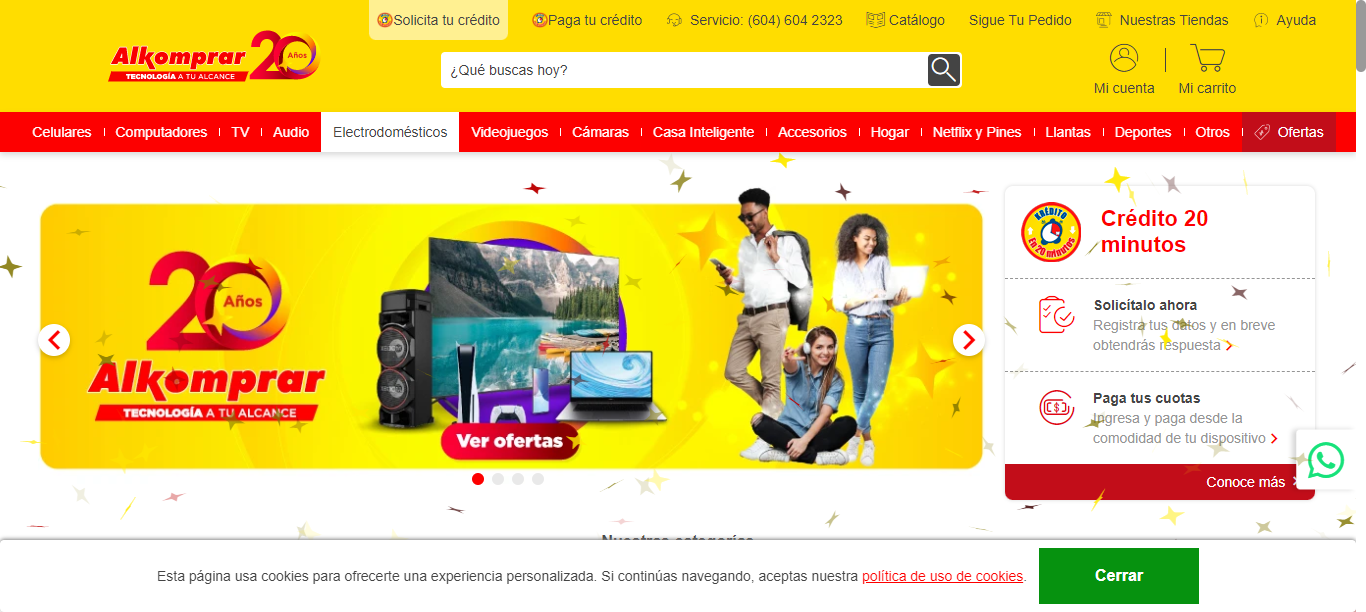 Solicita tu crédito
Paga tu crédito
Servicio: (604) 604 2323
Catálogo
Sigue Tu Pedido
Nuestras Tiendas
Ayuda
Alkomprar 20 Años
TECNOLOGÍA A TU ALCANCE
¿Qué buscas hoy?
Mi cuenta
Mi carrito
Celulares
Computadores
TV
Audio
Electrodomésticos
Videojuegos
Cámaras
Casa Inteligente
Accesorios
Hogar
Netflix y Pines
Llantas
Deportes
Otros
Ofertas
20 Años
Alkomprar
TECNOLOGÍA A TU ALCANCE
Ver ofertas
KRÉDITO
En 20 minutos
Crédito 20
minutos
Solicítalo ahora
Registra tus datos y en breve
obtendrás respuesta
Paga tus cuotas
Ingresa y paga desde la
comodidad de tu dispositivo
Conoce más
Nuestras categorías
Esta página usa cookies para ofrecerte una experiencia personalizada. Si continúas navegando, aceptas nuestra política de uso de cookies.
Cerrar